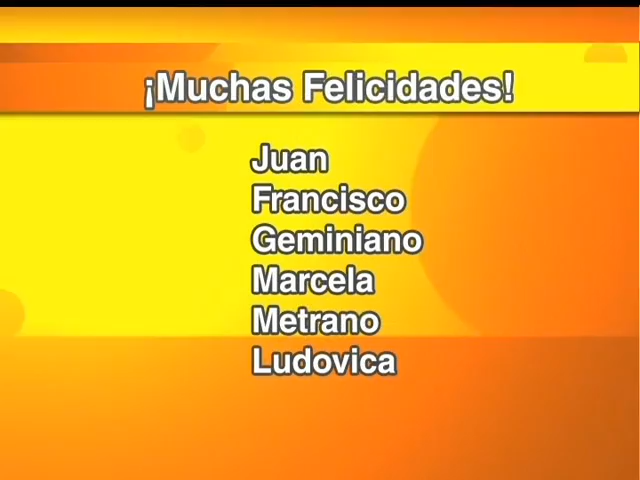 ¡Muchas Felicidades!
Juan
Francisco
Geminiano
Marcela
Metrano
Ludovica